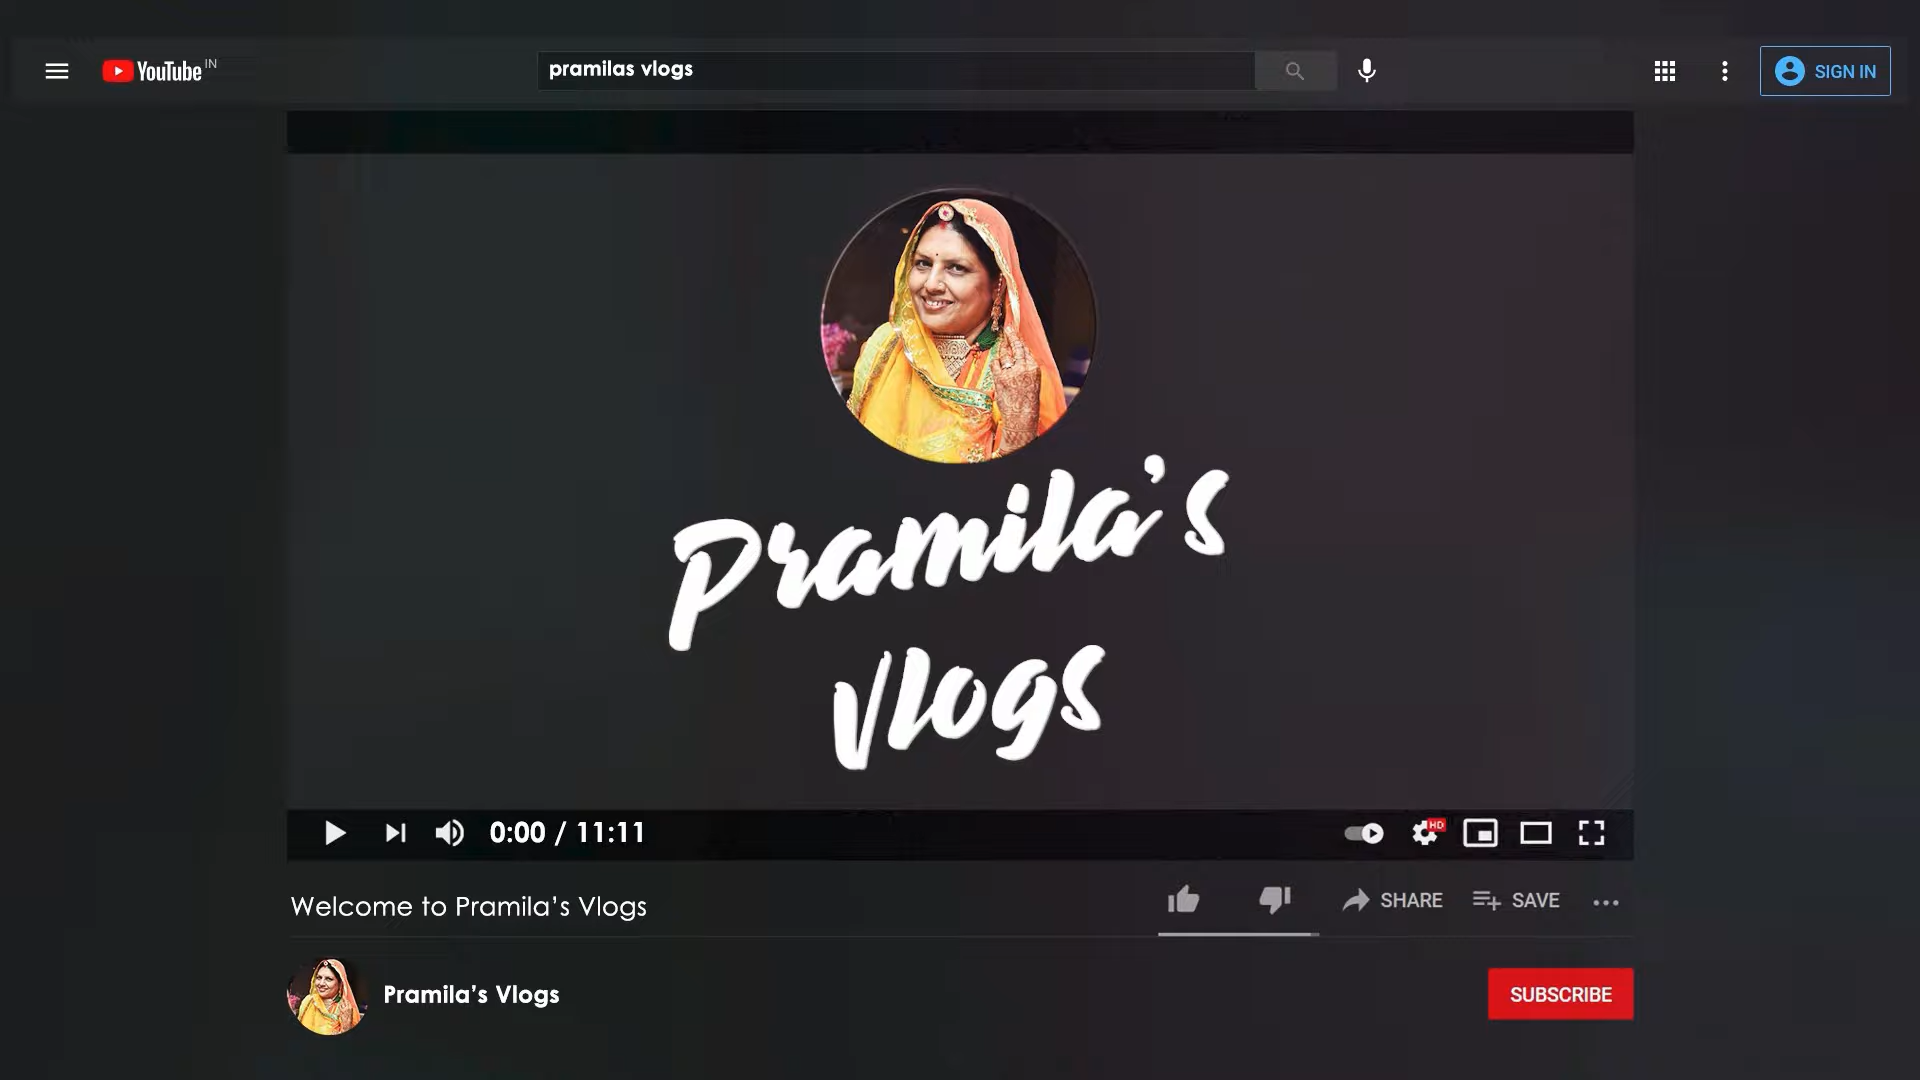 YouTube IN
pramilas vlogs
SIGN IN
Pramila's
Vlogs
0:00 / 11:11
HD
Welcome to Pramila's Vlogs
SHARE
SAVE
Pramila's Vlogs
SUBSCRIBE